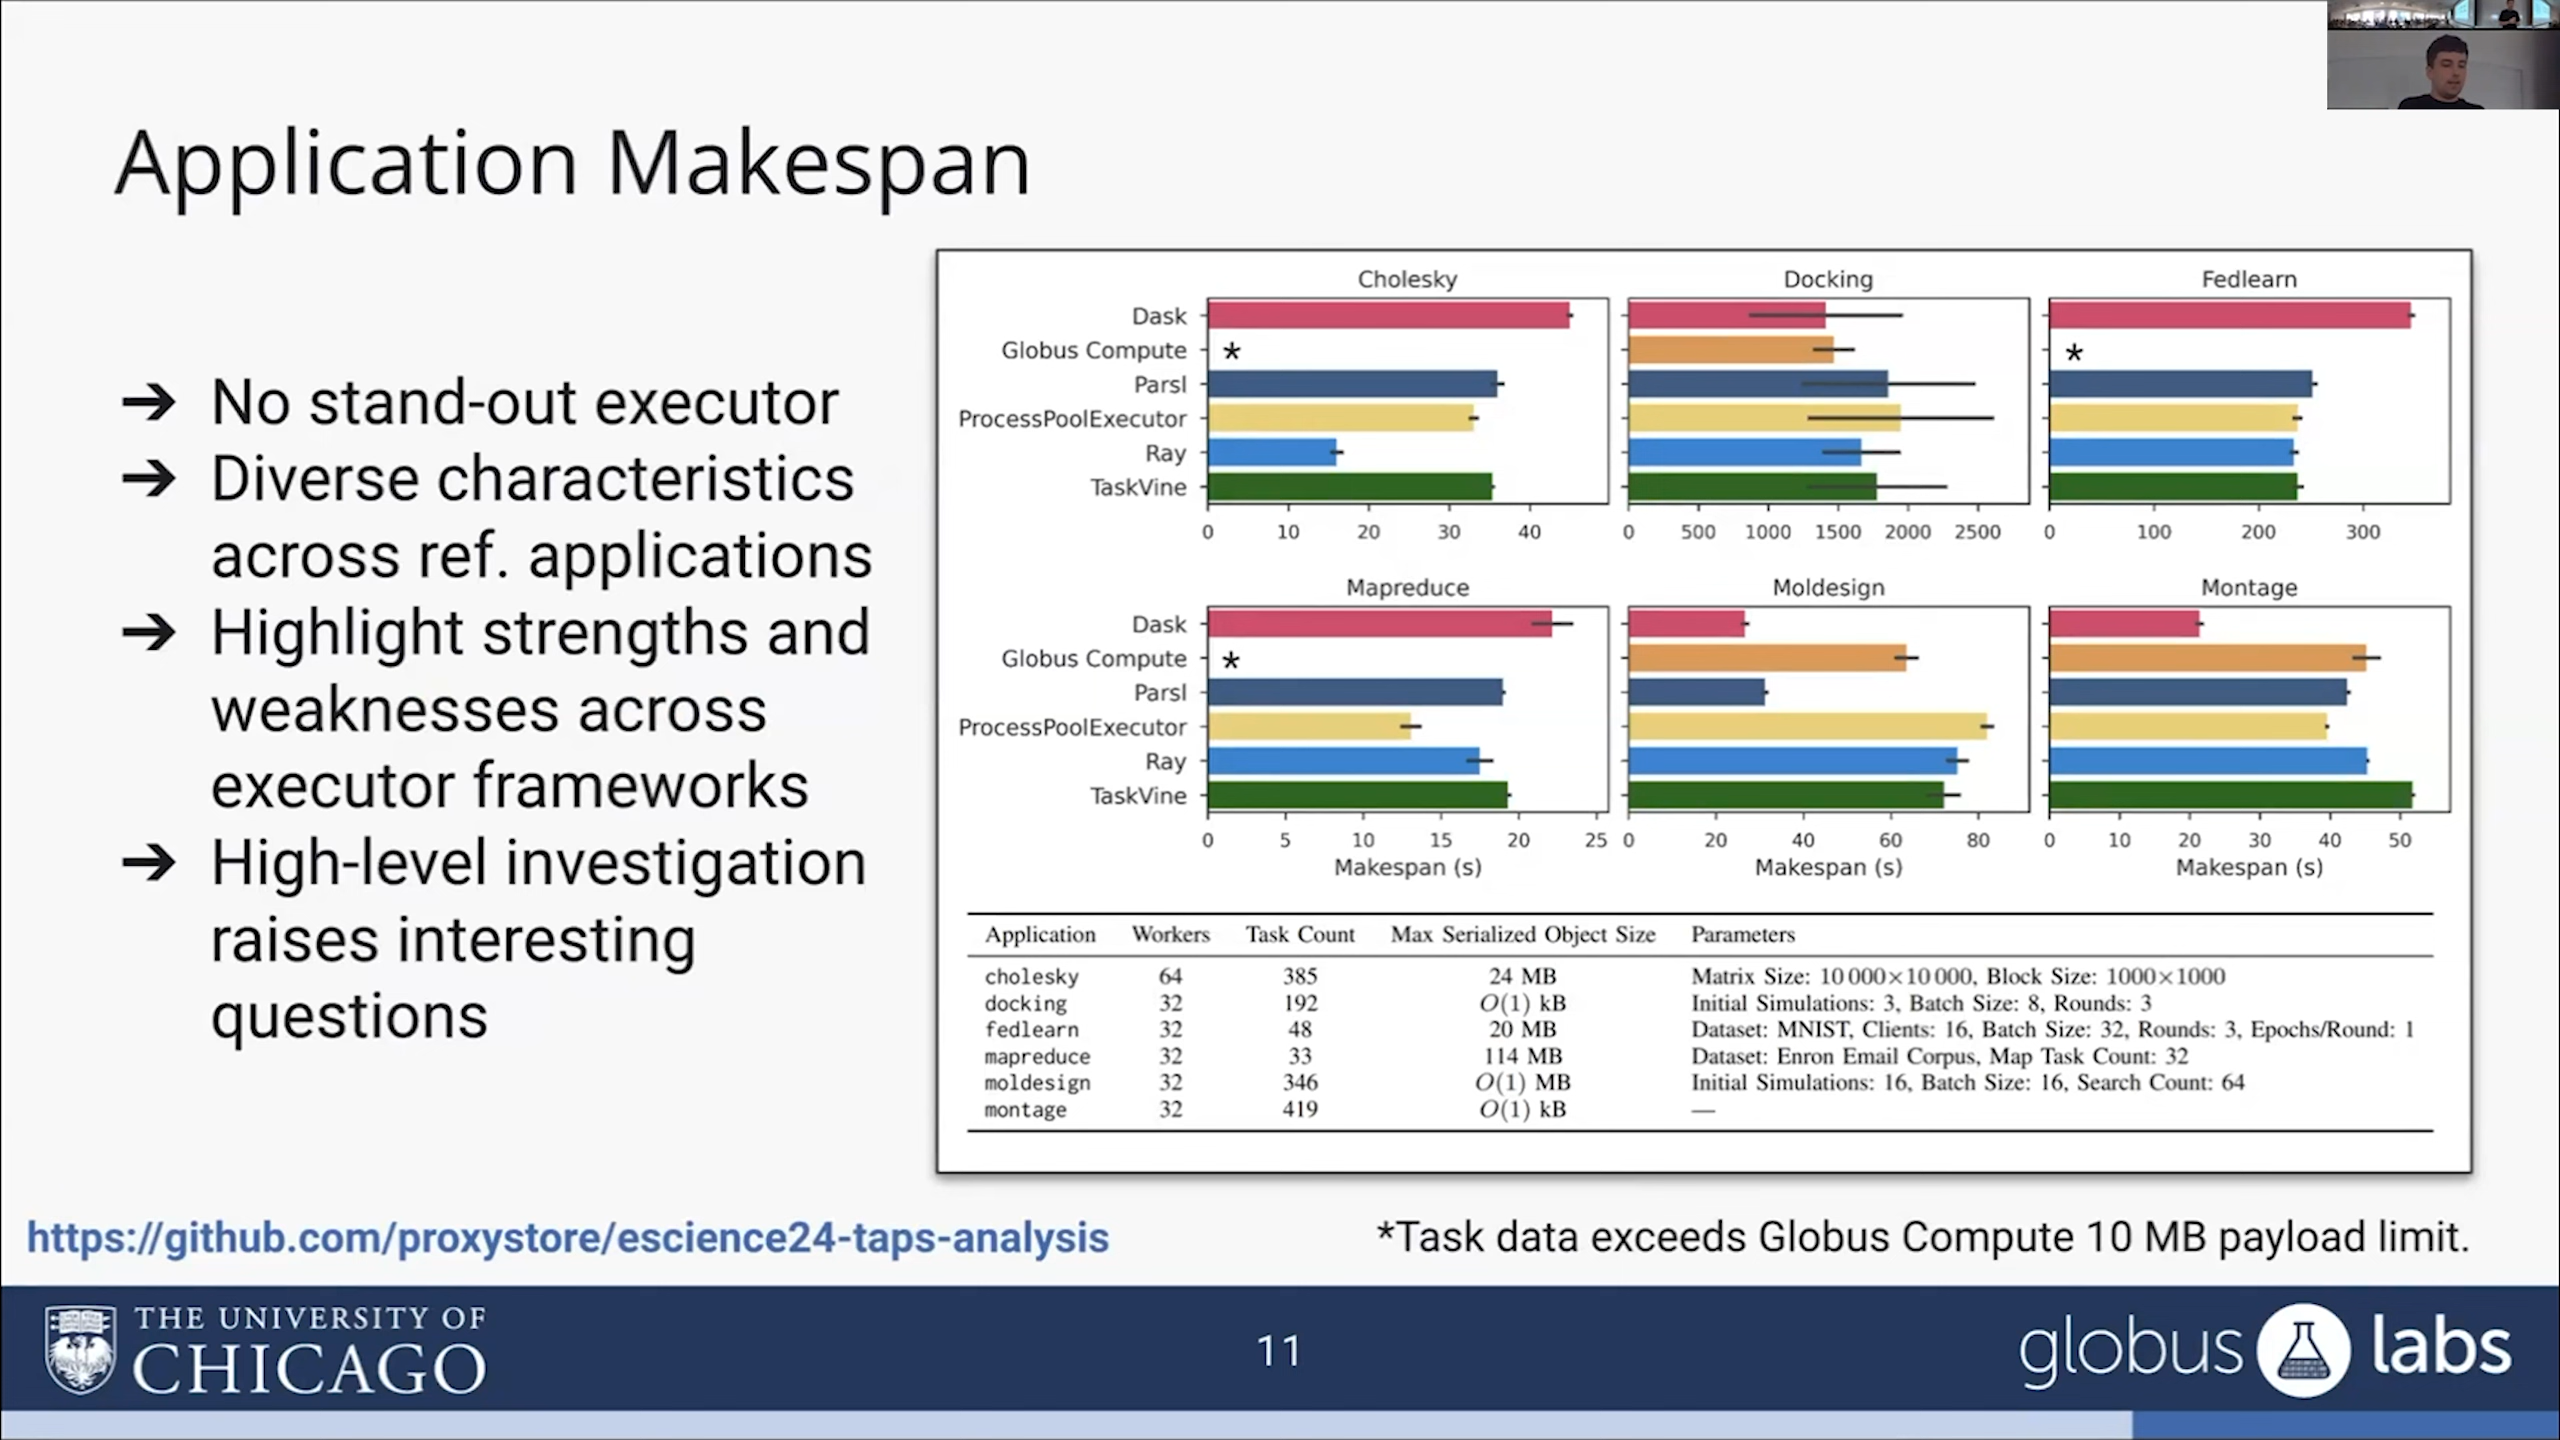 Application Makespan
➔ No stand-out executor
➔ Diverse characteristics
across ref. applications
➔ Highlight strengths and
weaknesses across
executor frameworks
➔ High-level investigation
raises interesting
questions
Cholesky
Docking
Fedlearn
Dask
Globus Compute
*
*
Parsl
ProcessPoolExecutor
Ray
TaskVine
0 10 20 30 40
0 500 1000 1500 2000 2500
0 100 200 300
Mapreduce
Moldesign
Montage
Dask
Globus Compute
*
Parsl
ProcessPoolExecutor
Ray
TaskVine
0 5 10 15 20 25
0 20 40 60 80
0 10 20 30 40 50
Makespan (s)
Makespan (s)
Makespan (s)
Application Workers Task Count Max Serialized Object Size Parameters
cholesky 64 385 24 MB Matrix Size: 10 000×10 000, Block Size: 1000×1000
docking 32 192 O(1) kB Initial Simulations: 3, Batch Size: 8, Rounds: 3
fedlearn 32 48 20 MB Dataset: MNIST, Clients: 16, Batch Size: 32, Rounds: 3, Epochs/Round: 1
mapreduce 32 33 114 MB Dataset: Enron Email Corpus, Map Task Count: 32
moldesign 32 346 O(1) MB Initial Simulations: 16, Batch Size: 16, Search Count: 64
montage 32 419 O(1) kB —
https://github.com/proxystore/escience24-taps-analysis
*Task data exceeds Globus Compute 10 MB payload limit.
THE UNIVERSITY OF
CHICAGO
11
globus labs